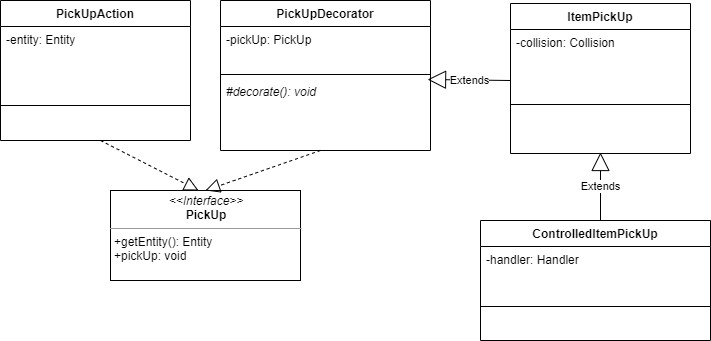 PickUpAction
-entity: Entity
PickUpDecorator
-pickUp: PickUp
#decorate(): void
ItemPickUp
-collision: Collision
Extends
<<Interface>>
PickUp
+getEntity(): Entity
+pickUp: void
Extends
ControlledItemPickUp
-handler: Handler